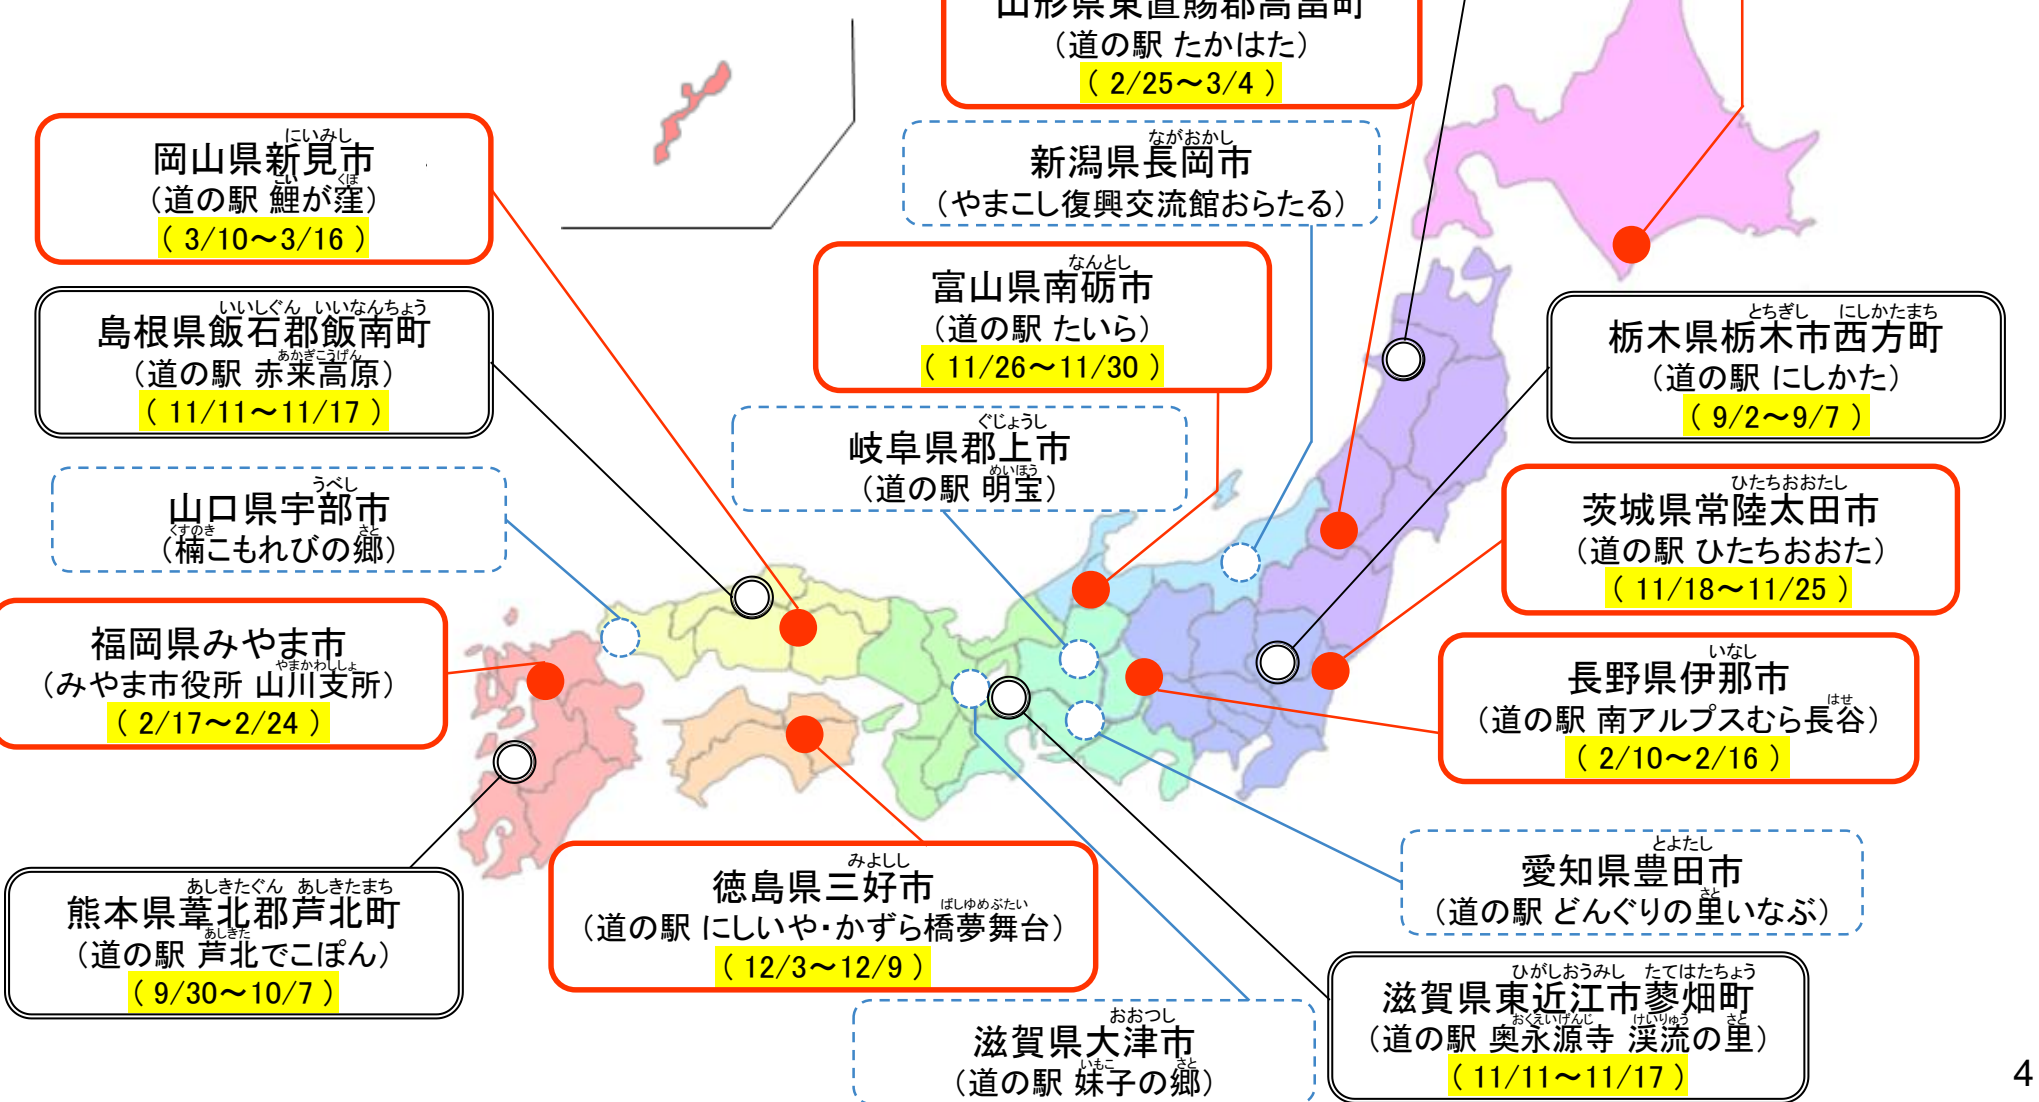 山形県東置賜郡高畠町
（道の駅 たかはた）
（ 2/25～3/4 ）
にいみし
岡山県新見市
こい くぼ
（道の駅 鯉が窪）
（ 3/10～3/16 ）
ながおかし
新潟県長岡市
（やまこし復興交流館おらたる）
なんとし
富山県南砺市
（道の駅 たいら）
（ 11/26～11/30 ）
いいしぐん いいなんちょう
島根県飯石郡飯南町
あかぎこうげん
（道の駅 赤来高原）
（ 11/11～11/17 ）
とちぎし にしかたまち
栃木県栃木市西方町
（道の駅 にしかた）
（ 9/2～9/7 ）
ぐじょうし
岐阜県郡上市
めいほう
（道の駅 明宝）
うべし
山口県宇部市
くすのき さと
（楠こもれびの郷）
ひたちおおたし
茨城県常陸太田市
（道の駅 ひたちおおた）
（ 11/18～11/25 ）
福岡県みやま市
やまかわししょ
（みやま市役所 山川支所）
（ 2/17～2/24 ）
いなし
長野県伊那市
はせ
（道の駅 南アルプスむら長谷）
（ 2/10～2/16 ）
とよたし
愛知県豊田市
さと
（道の駅 どんぐりの里いなぶ）
あしきたぐん あしきたまち
熊本県葦北郡芦北町
あしきた
（道の駅 芦北でこぽん）
（ 9/30～10/7 ）
みよしし
徳島県三好市
ばしゆめぶたい
（道の駅 にしいや・かずら橋夢舞台）
（ 12/3～12/9 ）
ひがしおうみし たてはたちょう
滋賀県東近江市蓼畑町
おくえいげんじ けいりゅう さと
（道の駅 奥永源寺 渓流の里）
（ 11/11～11/17 ）
おおつし
滋賀県大津市
いもこ さと
（道の駅 妹子の郷）
4